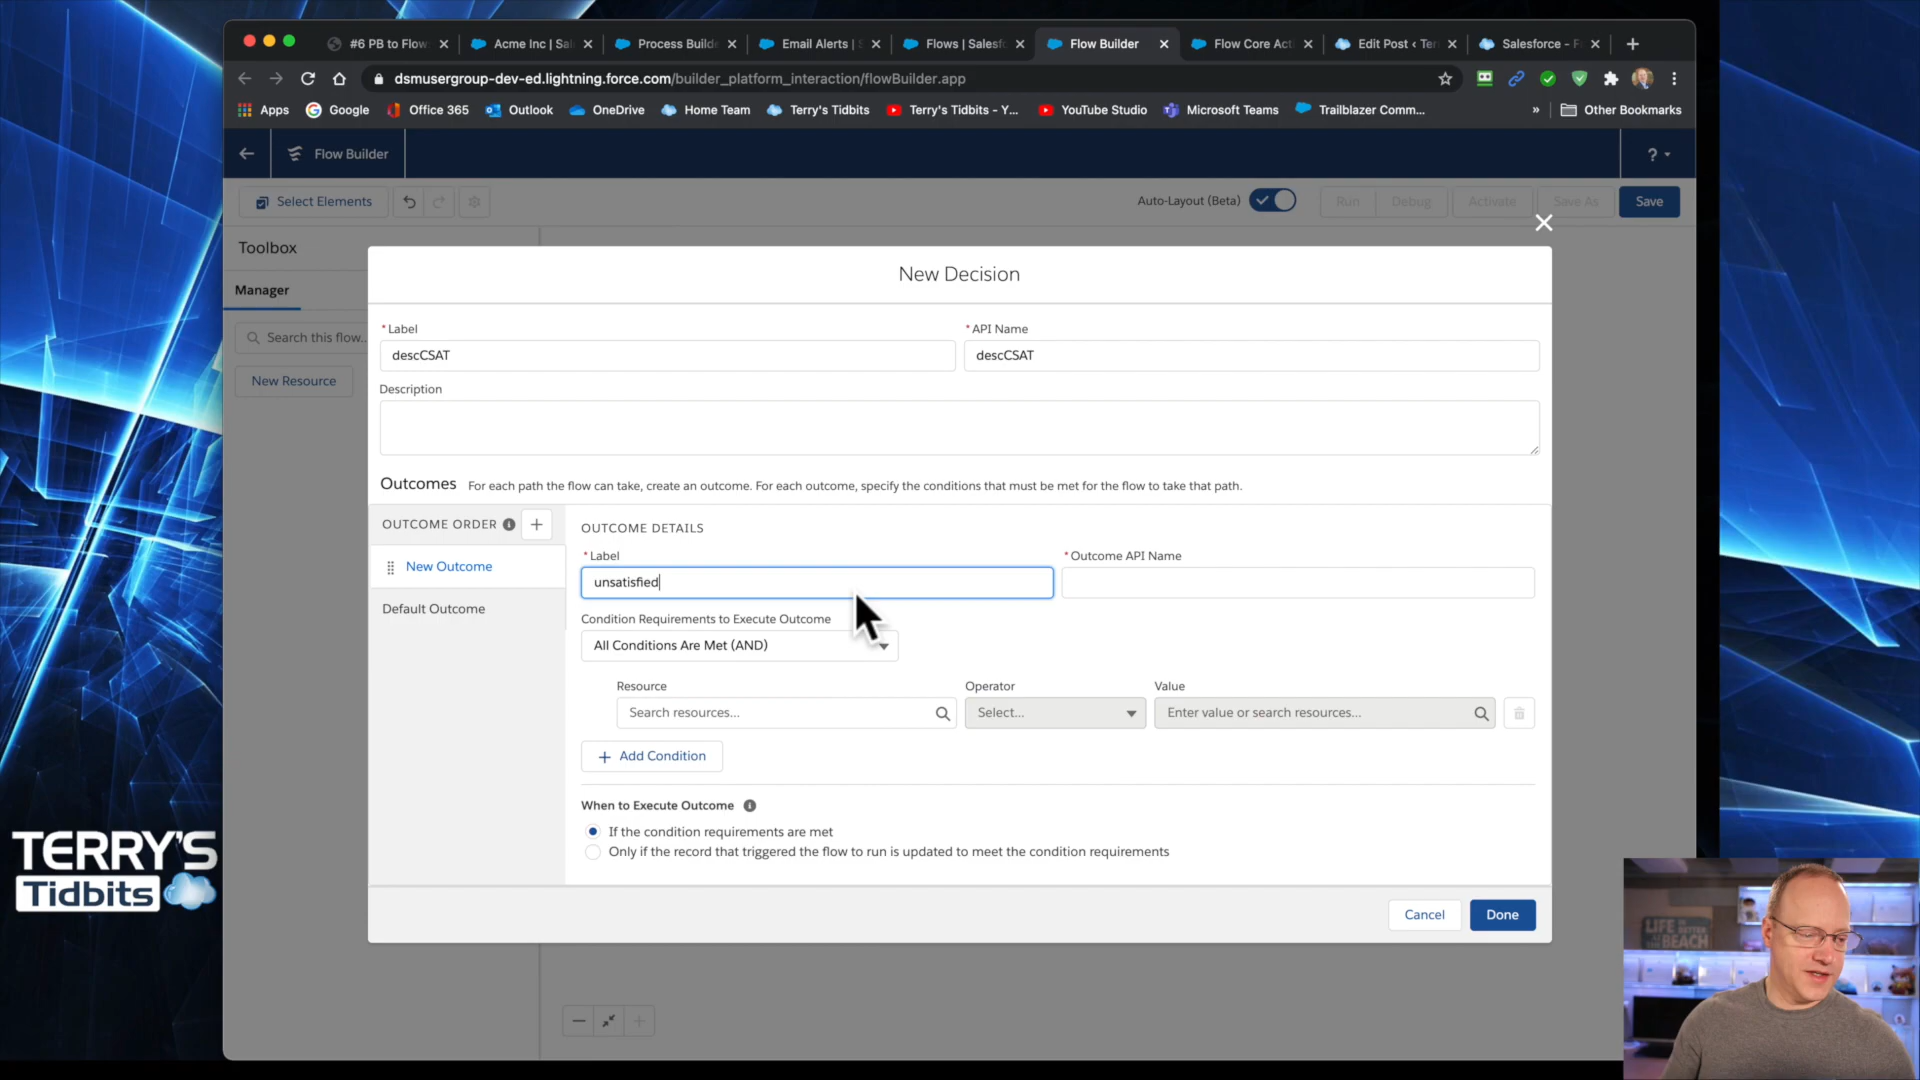 #6 PB to Flow
Acme Inc | Sal
Process Builde
Email Alerts | S
Flows | Salesfo
Flow Builder
Flow Core Acti
Edit Post ‹ Terr
Salesforce - F
dsmusergroup-dev-ed.lightning.force.com/builder_platform_interaction/flowBuilder.app
Apps
Google
Office 365
Outlook
OneDrive
Home Team
Terry's Tidbits
Terry's Tidbits - Y...
YouTube Studio
Microsoft Teams
Trailblazer Comm...
»
Other Bookmarks
Flow Builder
?
Select Elements
Auto-Layout (Beta)
Run
Debug
Activate
Save As
Save
Toolbox
Manager
Search this flow...
New Resource
New Decision
* Label
descCSAT
* API Name
descCSAT
Description
Outcomes For each path the flow can take, create an outcome. For each outcome, specify the conditions that must be met for the flow to take that path.
OUTCOME ORDER
New Outcome
Default Outcome
OUTCOME DETAILS
* Label
unsatisfied
* Outcome API Name
Condition Requirements to Execute Outcome
All Conditions Are Met (AND)
Resource
Operator
Value
Search resources...
Select...
Enter value or search resources...
+ Add Condition
When to Execute Outcome
If the condition requirements are met
Only if the record that triggered the flow to run is updated to meet the condition requirements
Cancel
Done
TERRY'S
Tidbits
LIFE IS
BETTER
AT THE
BEACH